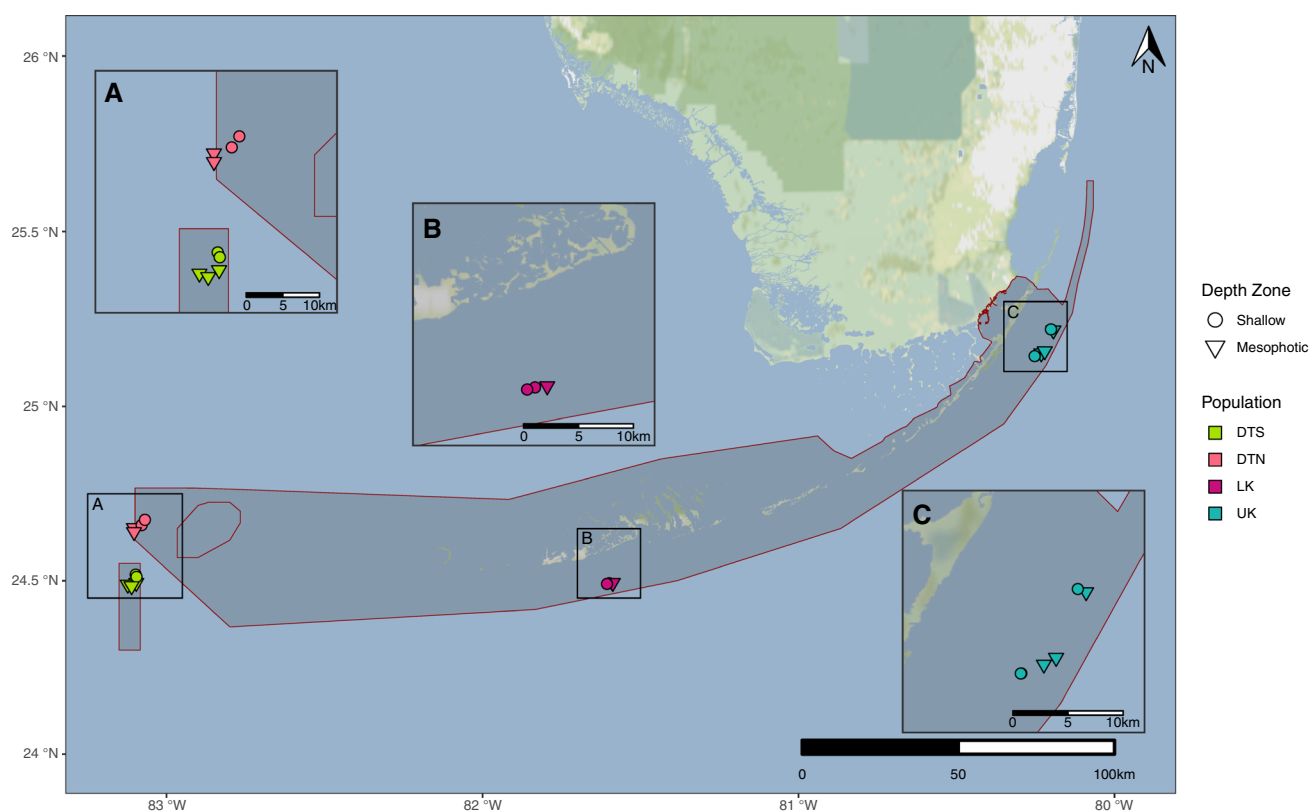 26 °N
25.5 °N
25 °N
24.5 °N
24 °N
83 °W
82 °W
81 °W
80 °W
N
A
0 5 10km
B
0 5 10km
C
0 5 10km
A
B
C
0 50 100km
Depth Zone
Shallow
Mesophotic
Population
DTS
DTN
LK
UK